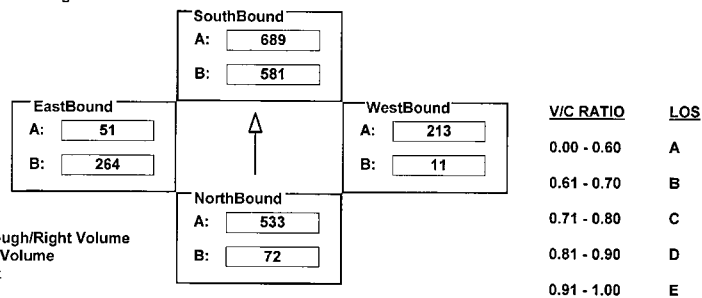 SouthBound
A: 689
B: 581
EastBound
A: 51
B: 264
WestBound
A: 213
B: 11
NorthBound
A: 533
B: 72
ugh/Right Volume
Volume
V/C RATIO LOS
0.00 - 0.60 A
0.61 - 0.70 B
0.71 - 0.80 C
0.81 - 0.90 D
0.91 - 1.00 E